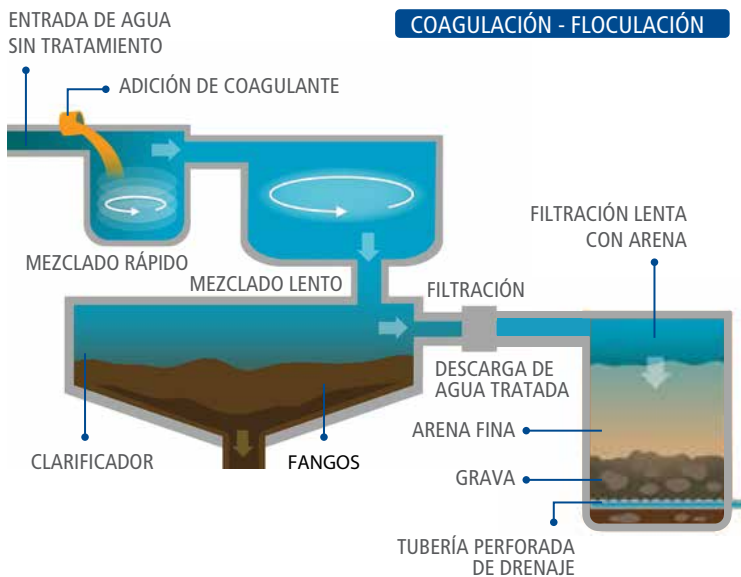 COAGULACIÓN - FLOCULACIÓN
ENTRADA DE AGUA
SIN TRATAMIENTO
ADICIÓN DE COAGULANTE
MEZCLADO RÁPIDO
MEZCLADO LENTO
FILTRACIÓN
FILTRACIÓN LENTA
CON ARENA
DESCARGA DE
AGUA TRATADA
ARENA FINA
CLARIFICADOR
FANGOS
GRAVA
TUBERÍA PERFORADA
DE DRENAJE